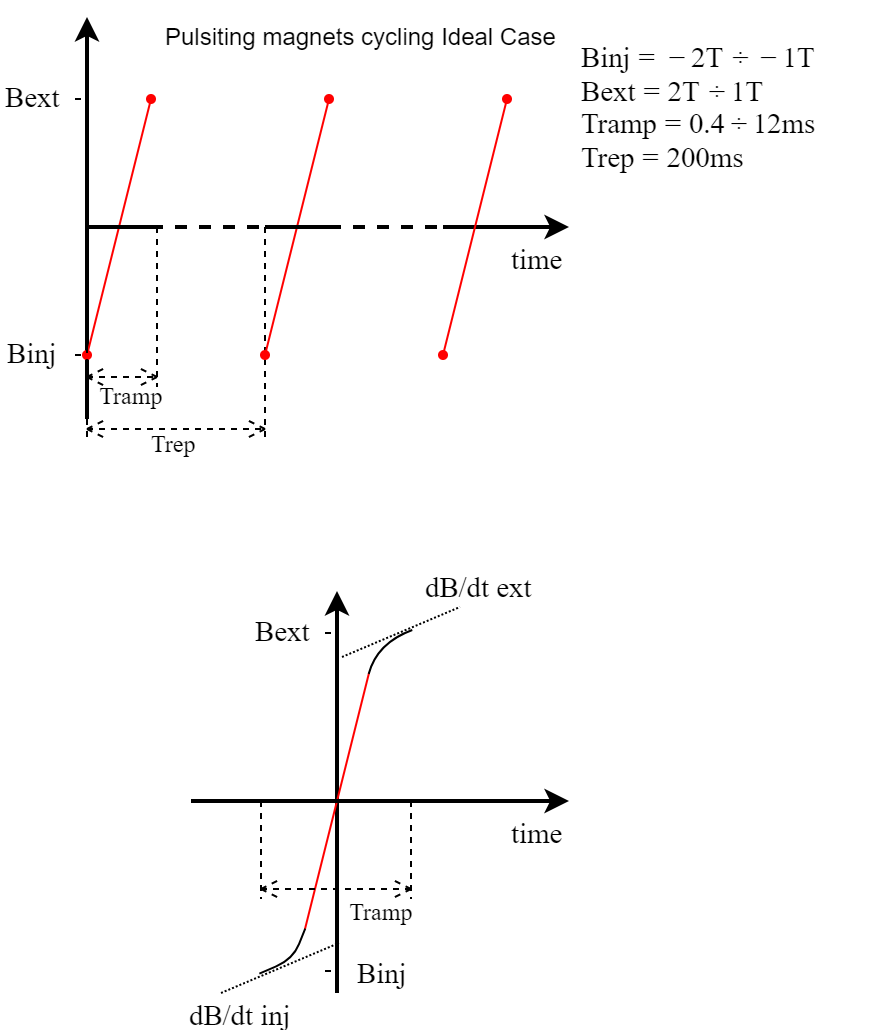 Pulsiting magnets cycling Ideal Case
Binj = −2T ÷ −1T
Bext = 2T ÷ 1T
Tramp = 0.4 ÷ 12ms
Trep = 200ms
Bext
time
Binj
Tramp
Trep
dB/dt ext
Bext
time
Tramp
Binj
dB/dt inj